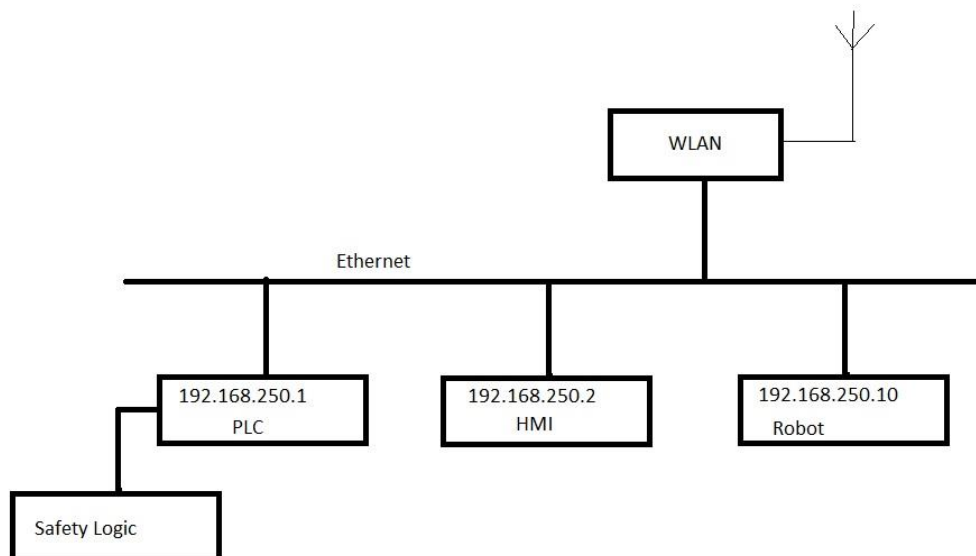 WLAN
Ethernet
192.168.250.1
PLC
192.168.250.2
HMI
192.168.250.10
Robot
Safety Logic